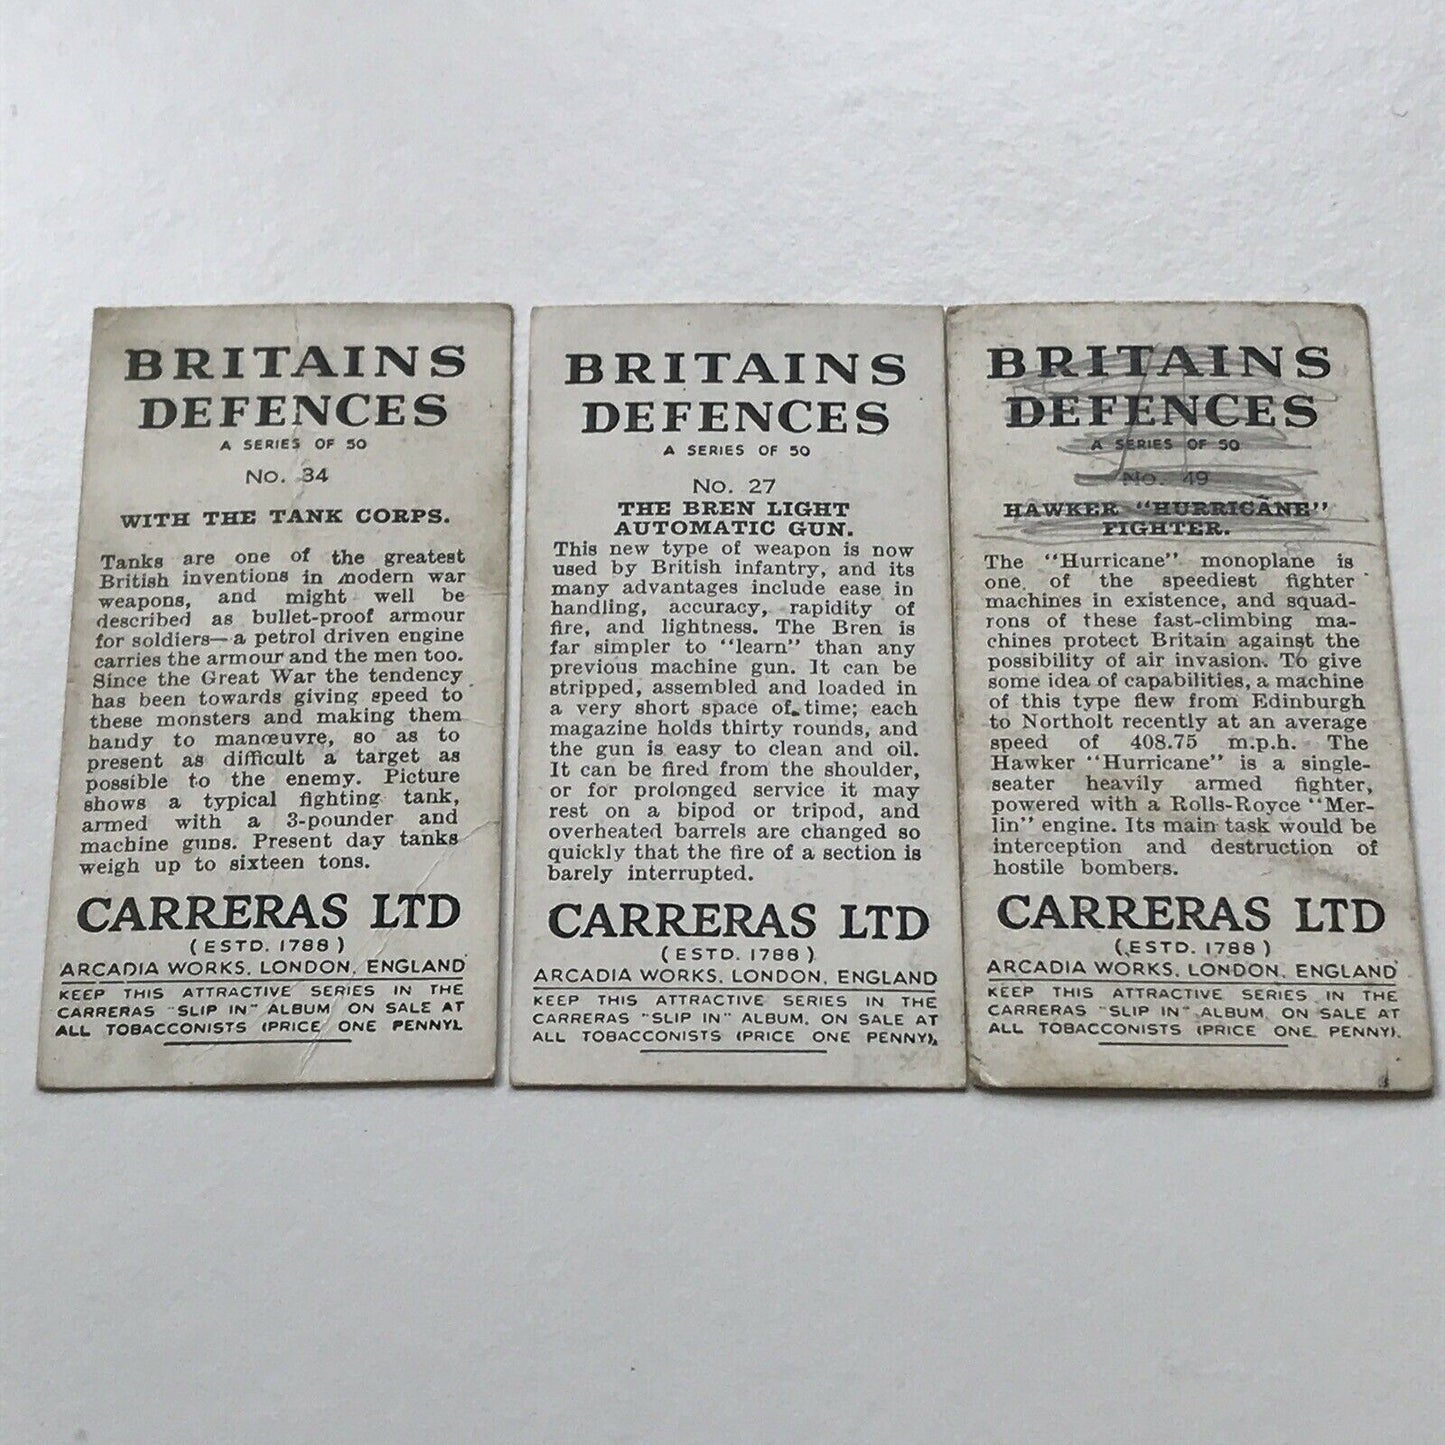 BRITAINS
DEFENCES
A SERIES OF 50
No. 34
WITH THE TANK CORPS.
Tanks are one of the greatest
British inventions in modern war
weapons, and might well be
described as bullet-proof armour
for soldiers—a petrol driven engine
carries the armour and the men too.
Since the Great War the tendency
has been towards giving speed to
these monsters and making them
handy to manœuvre, so as to
present as difficult a target as
possible to the enemy. Picture
shows a typical fighting tank,
armed with a 3-pounder and
machine guns. Present day tanks
weigh up to sixteen tons.
CARRERAS LTD
(ESTD. 1788)
ARCADIA WORKS, LONDON, ENGLAND
KEEP THIS ATTRACTIVE SERIES IN THE
CARRERAS "SLIP IN" ALBUM, ON SALE AT
ALL TOBACCONISTS (PRICE ONE PENNY).
BRITAINS
DEFENCES
A SERIES OF 50
No. 27
THE BREN LIGHT
AUTOMATIC GUN.
This new type of weapon is now
used by British infantry, and its
many advantages include ease in
handling, accuracy, rapidity of
fire, and lightness. The Bren is
far simpler to "learn" than any
previous machine gun. It can be
stripped, assembled and loaded in
a very short space of time; each
magazine holds thirty rounds, and
the gun is easy to clean and oil.
It can be fired from the shoulder,
or for prolonged service it may
rest on a bipod or tripod, and
overheated barrels are changed so
quickly that the fire of a section is
barely interrupted.
CARRERAS LTD
(ESTD. 1788)
ARCADIA WORKS, LONDON, ENGLAND
KEEP THIS ATTRACTIVE SERIES IN THE
CARRERAS "SLIP IN" ALBUM, ON SALE AT
ALL TOBACCONISTS (PRICE ONE PENNY).
BRITAINS
DEFENCES
A SERIES OF 50
No. 49
HAWKER "HURRICANE"
FIGHTER.
The "Hurricane" monoplane is
one of the speediest fighter
machines in existence, and squad-
rons of these fast-climbing ma-
chines protect Britain against the
possibility of air invasion. To give
some idea of capabilities, a machine
of this type flew from Edinburgh
to Northolt recently at an average
speed of 408.75 m.p.h. The
Hawker "Hurricane" is a single-
seater heavily armed fighter,
powered with a Rolls-Royce "Mer-
lin" engine. Its main task would be
interception and destruction of
hostile bombers.
CARRERAS LTD
(ESTD. 1788)
ARCADIA WORKS, LONDON, ENGLAND
KEEP THIS ATTRACTIVE SERIES IN THE
CARRERAS "SLIP IN" ALBUM, ON SALE AT
ALL TOBACCONISTS (PRICE ONE PENNY).